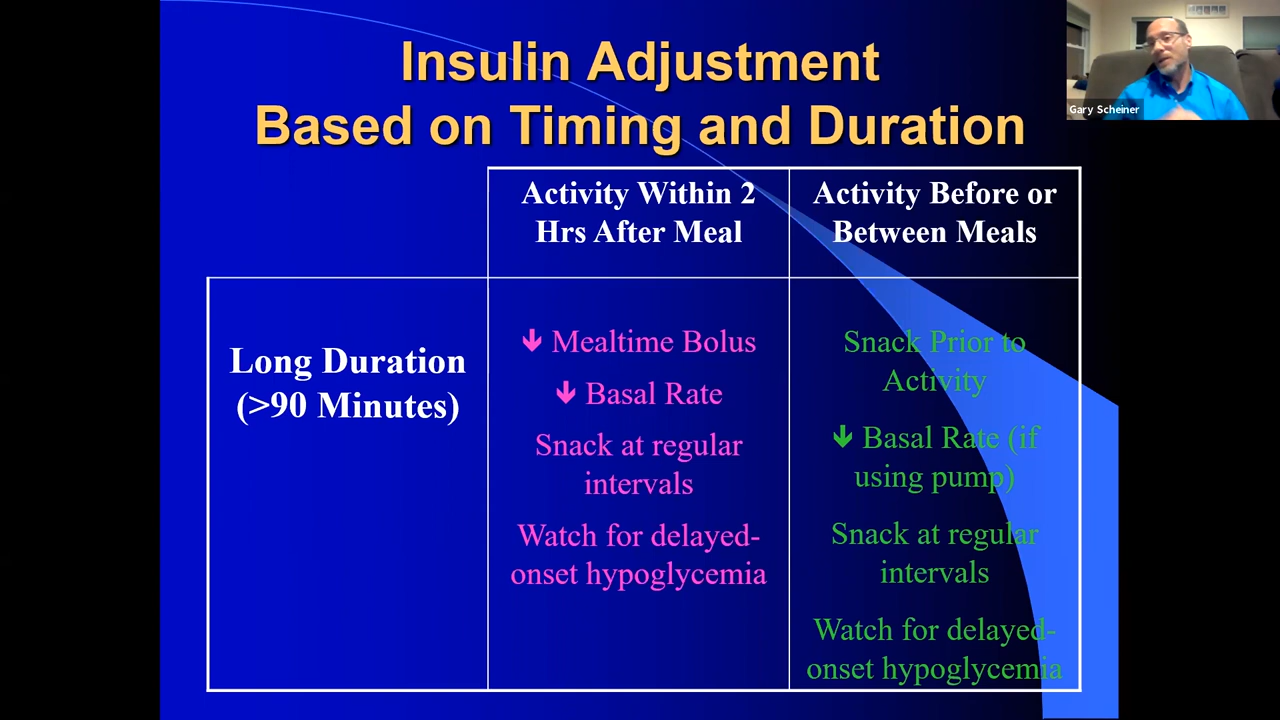 Insulin Adjustment
Based on Timing and Duration
Gary Scheiner
Activity Within 2
Hrs After Meal
Activity Before or
Between Meals
Long Duration
(>90 Minutes)
↓ Mealtime Bolus
↓ Basal Rate
Snack at regular
intervals
Watch for delayed-
onset hypoglycemia
Snack Prior to
Activity
↓ Basal Rate (if
using pump)
Snack at regular
intervals
Watch for delayed-
onset hypoglycemia